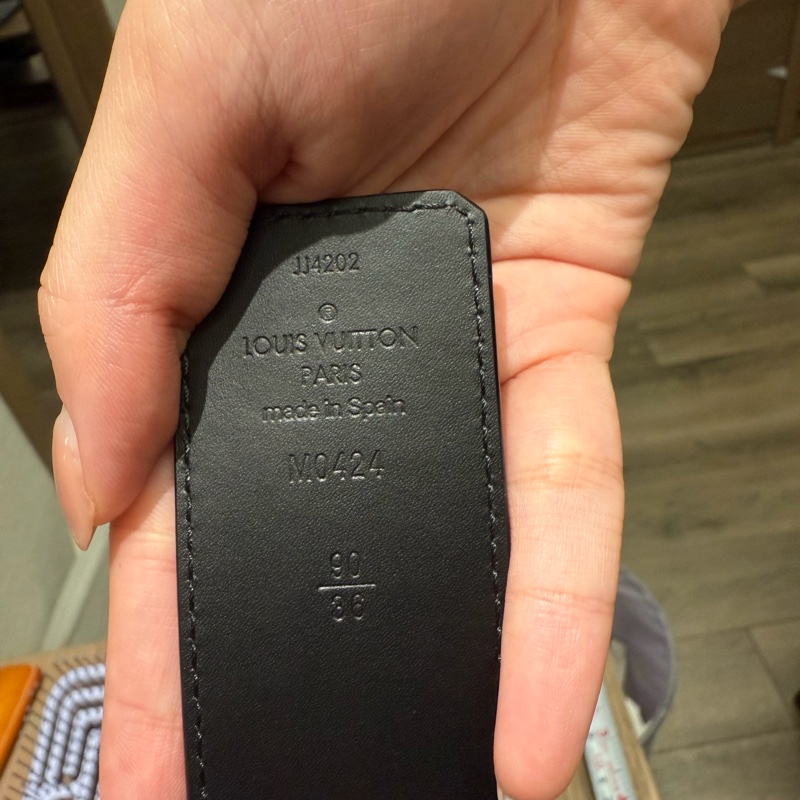 JJ4202
®
LOUIS VUITTON
PARIS
made in Spain
M0424
90
36